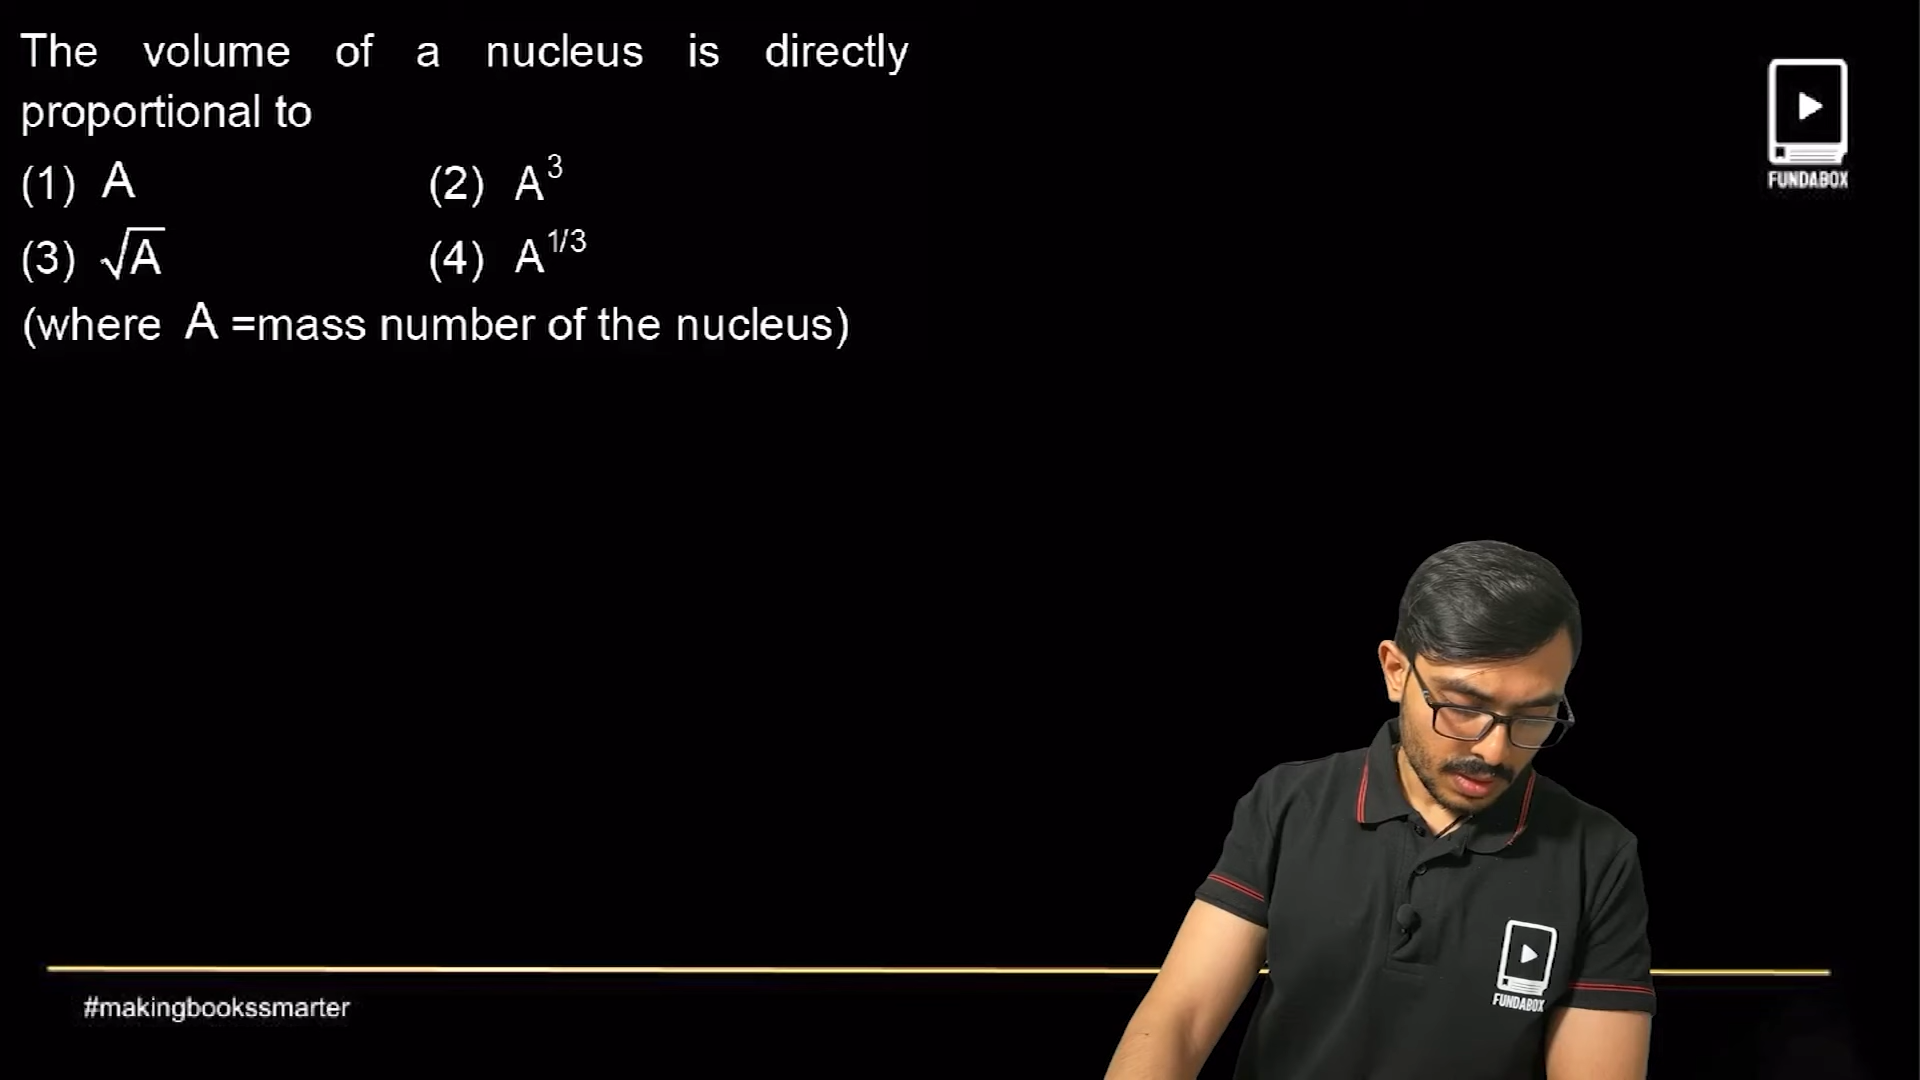 The volume of a nucleus is directly
proportional to
(1) A (2) A³
(3) √A (4) A^{1/3}
(where A =mass number of the nucleus)
FUNDABOX
FUNDABOX
#makingbookssmarter